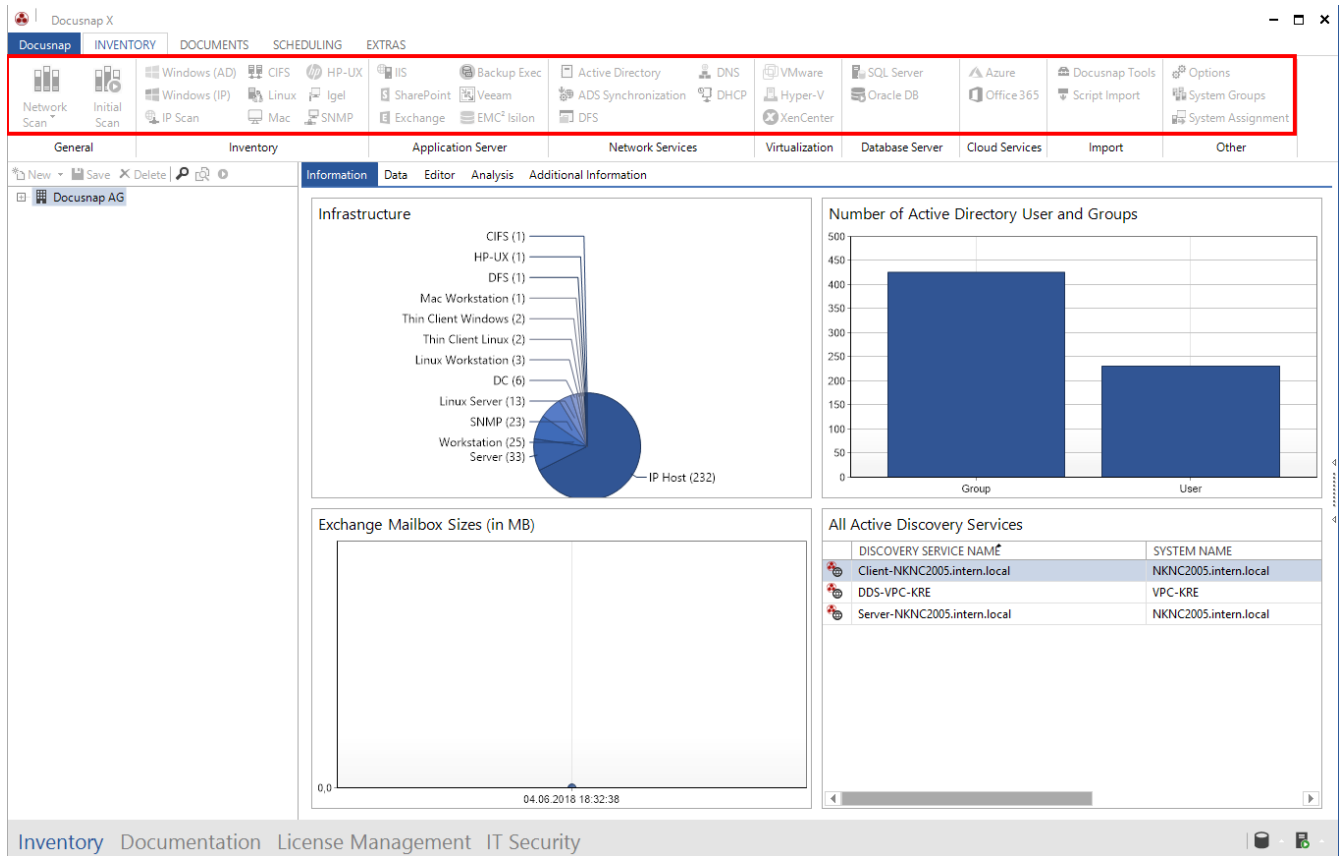 Docusnap X
Docusnap INVENTORY DOCUMENTS SCHEDULING EXTRAS
Windows (AD) CIFS HP-UX IIS Backup Exec Active Directory DNS VMware SQL Server Azure Docusnap Tools Options
Network Scan Initial Scan Windows (IP) Linux Igel SharePoint Veeam ADS Synchronization DHCP Hyper-V Oracle DB Office 365 Script Import System Groups
IP Scan Mac SNMP Exchange EMC² Isilon DFS XenCenter System Assignment
General Inventory Application Server Network Services Virtualization Database Server Cloud Services Import Other
New Save Delete Information Data Editor Analysis Additional Information
Docusnap AG
Infrastructure
CIFS (1)
HP-UX (1)
DFS (1)
Mac Workstation (1)
Thin Client Windows (2)
Thin Client Linux (2)
Linux Workstation (3)
DC (6)
Linux Server (13)
SNMP (23)
Workstation (25)
Server (33)
IP Host (232)
Number of Active Directory User and Groups
500
450
400
350
300
250
200
150
100
50
0
Group User
Exchange Mailbox Sizes (in MB)
0,0
04.06.2018 18:32:38
All Active Discovery Services
DISCOVERY SERVICE NAME SYSTEM NAME
Client-NKNC2005.intern.local NKNC2005.intern.local
DDS-VPC-KRE VPC-KRE
Server-NKNC2005.intern.local NKNC2005.intern.local
Inventory Documentation License Management IT Security